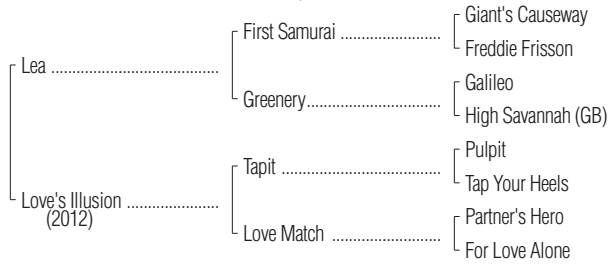 Giant's Causeway
First Samurai ......................
Freddie Frisson
Lea .....................................
Galileo
Greenery..........................
High Savannah (GB)
Pulpit
Tapit ...................................
Tap Your Heels
Love's Illusion ....................
(2012)
Partner's Hero
Love Match ........................
For Love Alone